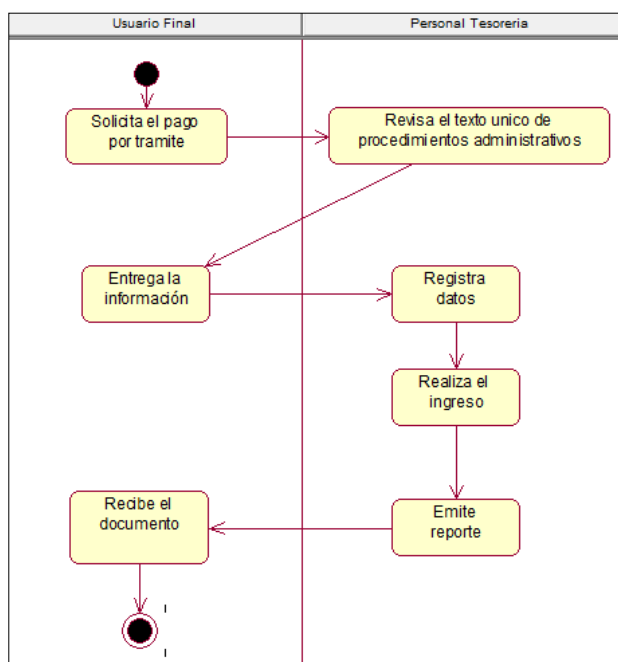 Usuario Final
Personal Tesoreria
Solicita el pago
por tramite
Revisa el texto unico de
procedimientos administrativos
Entrega la
información
Registra
datos
Realiza el
ingreso
Recibe el
documento
Emite
reporte